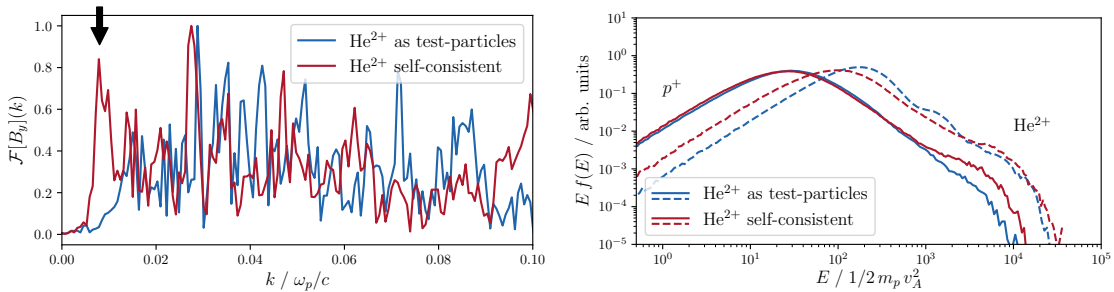 1.0
0.8
0.6
0.4
0.2
0.0
F[B_y](k)
He²⁺ as test-particles
He²⁺ self-consistent
0.00 0.02 0.04 0.06 0.08 0.10
k / ω_p/c
10¹
10⁰
10⁻¹
10⁻²
10⁻³
10⁻⁴
10⁻⁵
E f(E) / arb. units
p⁺
He²⁺
He²⁺ as test-particles
He²⁺ self-consistent
10⁰ 10¹ 10² 10³ 10⁴ 10⁵
E / 1/2 m_p v_A²